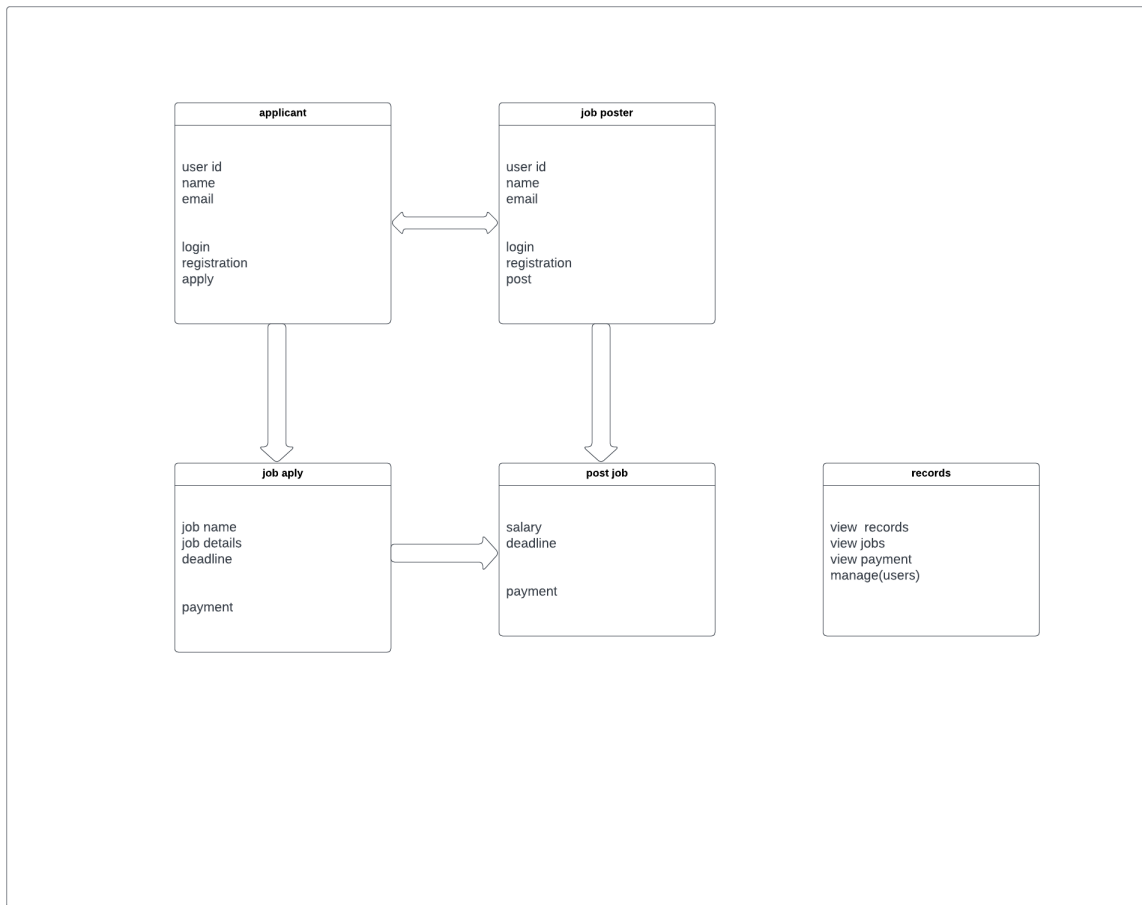 applicant
user id
name
email
login
registration
apply
job poster
user id
name
email
login
registration
post
job aply
job name
job details
deadline
payment
post job
salary
deadline
payment
records
view  records
view jobs
view payment
manage(users)